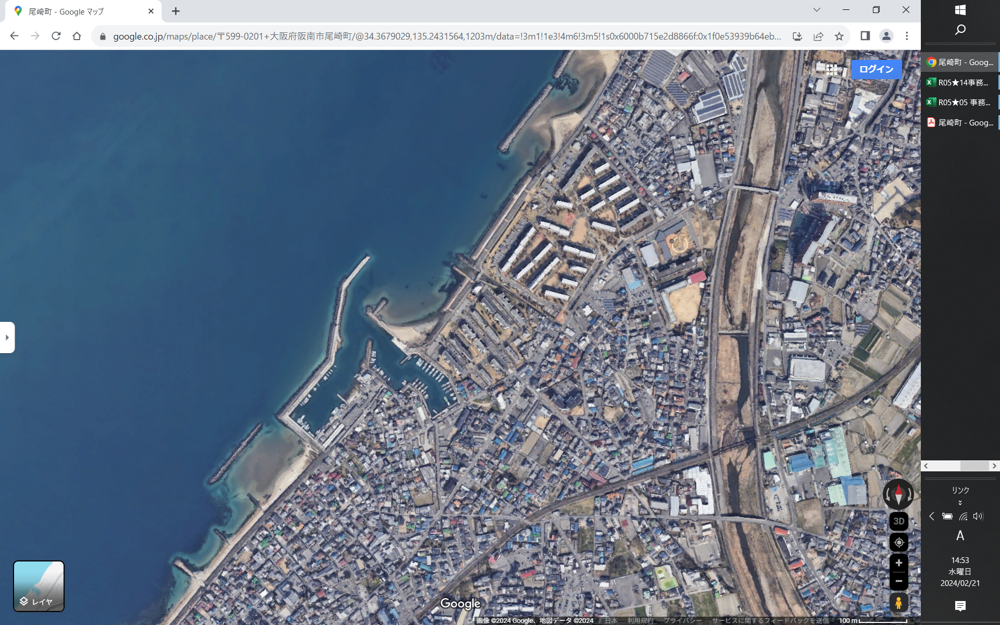 尾崎町 - Google マップ
google.co.jp/maps/place/〒599-0201+大阪府阪南市尾崎町/@34.3679029,135.2431564,1203m/data=!3m1!1e3!4m6!3m5!1s0x6000b715e2d8866f:0x1f0e53939b64eb...
ログイン
尾崎町 - Goog...
R05★14事務...
R05★05 事務...
尾崎町 - Goog...
リンク
A
14:53
水曜日
2024/02/21
3D
レイヤ
Google
画像 ©2024 Google、地図データ ©2024 日本 利用規約 プライバシー サービスに関するフィードバックを送信 100 m